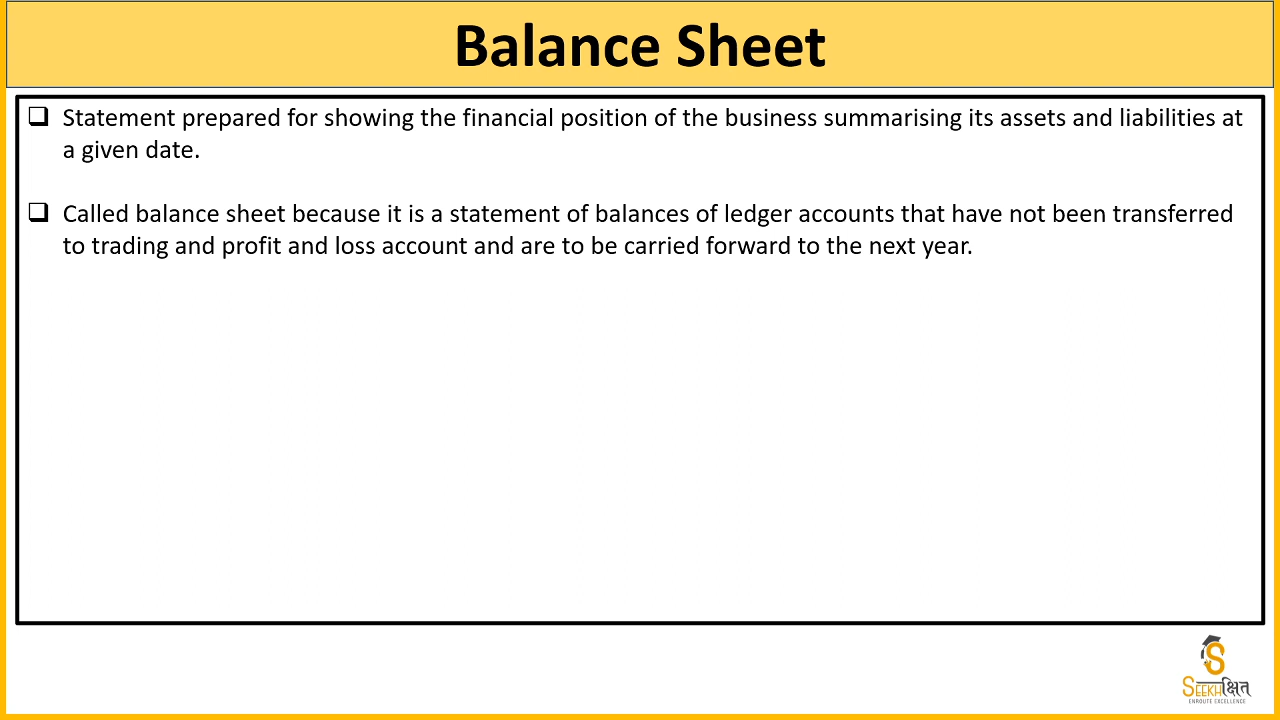 Balance Sheet
❑ Statement prepared for showing the financial position of the business summarising its assets and liabilities at
a given date.
❑ Called balance sheet because it is a statement of balances of ledger accounts that have not been transferred
to trading and profit and loss account and are to be carried forward to the next year.
S
SEEKHक्षित
ENROUTE EXCELLENCE